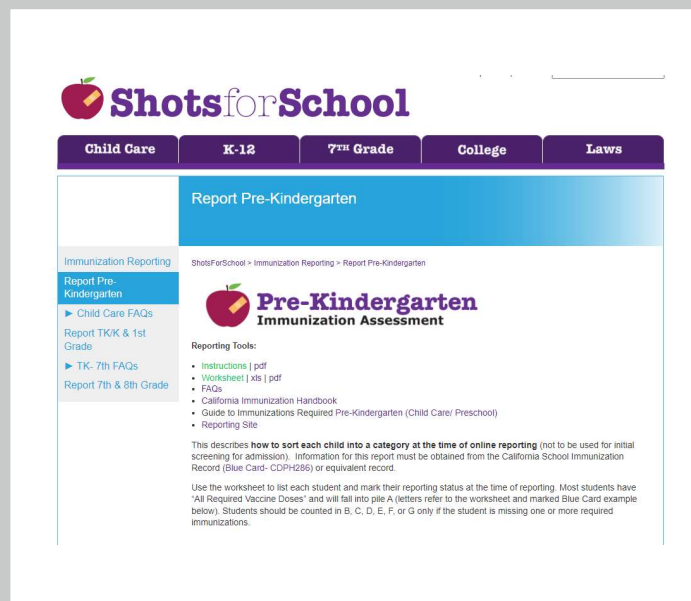 ShotsforSchool
Child Care
K-12
7TH Grade
College
Laws
Report Pre-Kindergarten
Immunization Reporting
Report Pre-
Kindergarten
► Child Care FAQs
Report TK/K & 1st
Grade
► TK- 7th FAQs
Report 7th & 8th Grade
ShotsForSchool > Immunization Reporting > Report Pre-Kindergarten
Pre-Kindergarten
Immunization Assessment
Reporting Tools:
• Instructions | pdf
• Worksheet | xls | pdf
• FAQs
• California Immunization Handbook
• Guide to Immunizations Required Pre-Kindergarten (Child Care/ Preschool)
• Reporting Site
This describes how to sort each child into a category at the time of online reporting (not to be used for initial
screening for admission). Information for this report must be obtained from the California School Immunization
Record (Blue Card- CDPH286) or equivalent record.
Use the worksheet to list each student and mark their reporting status at the time of reporting. Most students have
"All Required Vaccine Doses" and will fall into pile A (letters refer to the worksheet and marked Blue Card example
below). Students should be counted in B, C, D, E, F, or G only if the student is missing one or more required
immunizations.